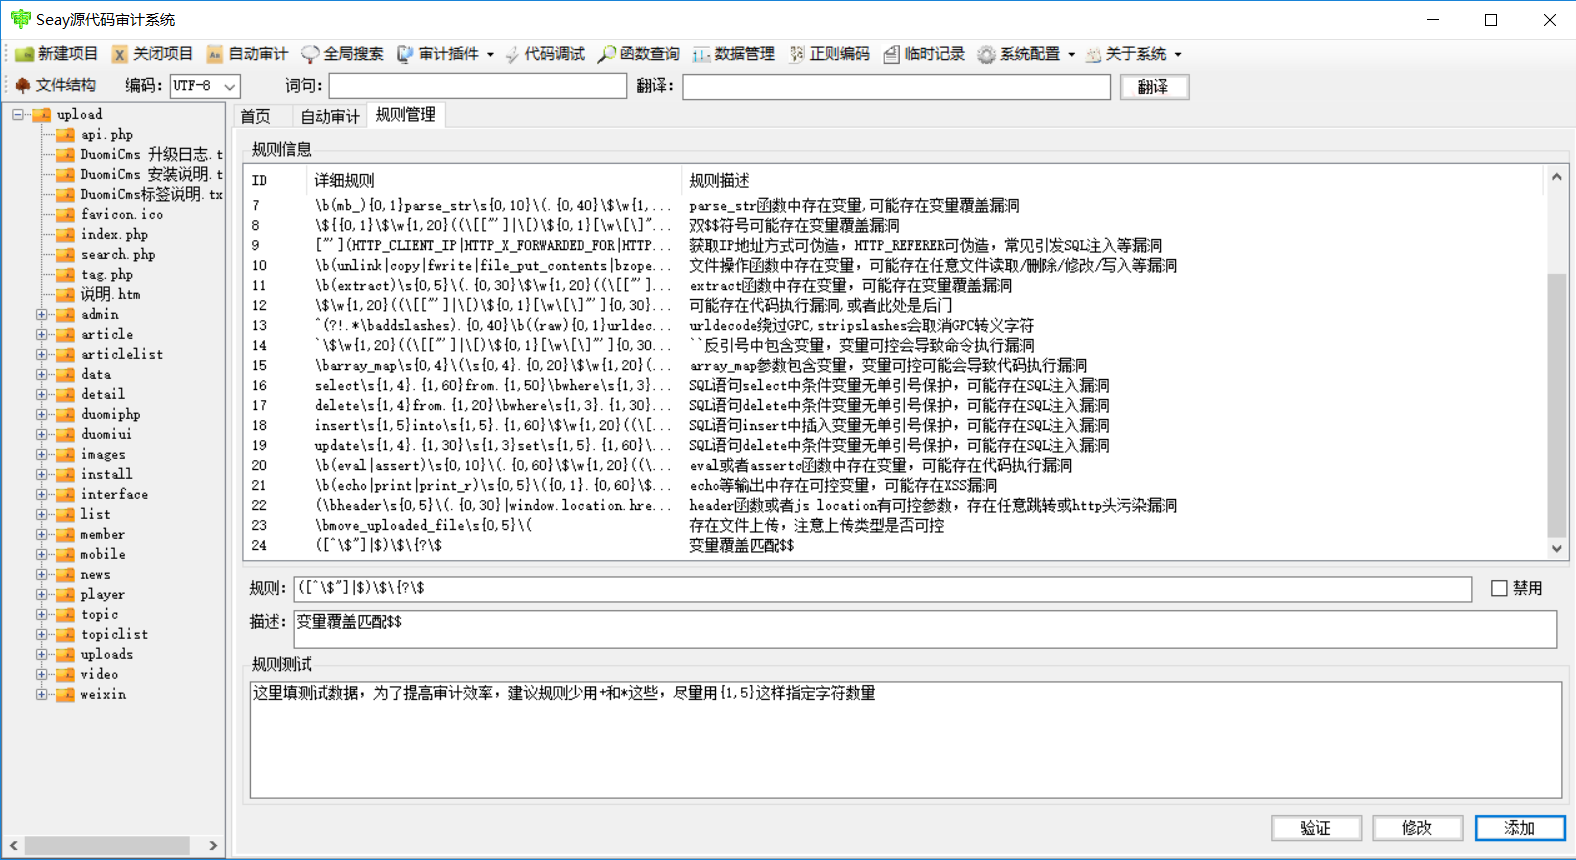 Seay源代码审计系统
新建项目 关闭项目 自动审计 全局搜索 审计插件 代码调试 函数查询 数据管理 正则编码 临时记录 系统配置 关于系统
文件结构 编码: UTF-8 词句: 翻译: 翻译
upload
api.php
DuomiCms 升级日志.t
DuomiCms 安装说明.t
DuomiCms标签说明.tx
favicon.ico
index.php
search.php
tag.php
说明.htm
admin
article
articlelist
data
detail
duomiphp
duomiui
images
install
interface
list
member
mobile
news
player
topic
topiclist
uploads
video
weixin
首页 自动审计 规则管理
规则信息
ID 详细规则 规则描述
7 \b(mb_){0,1}parse_str\s{0,10}\(.{0,40}\$\w{1,... parse_str函数中存在变量,可能存在变量覆盖漏洞
8 \${{0,1}\$\w{1,20}((\[["']|\[)\${0,1}[\w\[\]"... 双$$符号可能存在变量覆盖漏洞
9 ["'](HTTP_CLIENT_IP|HTTP_X_FORWARDED_FOR|HTTP... 获取IP地址方式可伪造，HTTP_REFERER可伪造，常见引发SQL注入等漏洞
10 \b(unlink|copy|fwrite|file_put_contents|bzope... 文件操作函数中存在变量，可能存在任意文件读取/删除/修改/写入等漏洞
11 \b(extract)\s{0,5}\(.{0,30}\$\w{1,20}((\[["']... extract函数中存在变量，可能存在变量覆盖漏洞
12 \$\w{1,20}((\[["']|\[)\${0,1}[\w\[\]"']{0,30}... 可能存在代码执行漏洞,或者此处是后门
13 ^(?!.*\baddslashes).{0,40}\b((raw){0,1}urldec... urldecode绕过GPC,stripslashes会取消GPC转义字符
14 `\$\w{1,20}((\[["']|\[)\${0,1}[\w\[\]"']{0,30... ``反引号中包含变量，变量可控会导致命令执行漏洞
15 \barray_map\s{0,4}\(\s{0,4}.{0,20}\$\w{1,20}(... array_map参数包含变量，变量可控可能会导致代码执行漏洞
16 select\s{1,4}.{1,60}from.{1,50}\bwhere\s{1,3}... SQL语句select中条件变量无单引号保护，可能存在SQL注入漏洞
17 delete\s{1,4}from.{1,20}\bwhere\s{1,3}.{1,30}... SQL语句delete中条件变量无单引号保护，可能存在SQL注入漏洞
18 insert\s{1,5}into\s{1,5}.{1,60}\$\w{1,20}((\[... SQL语句insert中插入变量无单引号保护，可能存在SQL注入漏洞
19 update\s{1,4}.{1,30}\s{1,3}set\s{1,5}.{1,60}\... SQL语句delete中条件变量无单引号保护，可能存在SQL注入漏洞
20 \b(eval|assert)\s{0,10}\(.{0,60}\$\w{1,20}((\... eval或者assertc函数中存在变量，可能存在代码执行漏洞
21 \b(echo|print|print_r)\s{0,5}\({0,1}.{0,60}\$... echo等输出中存在可控变量，可能存在XSS漏洞
22 (\bheader\s{0,5}\(.{0,30}|window.location.hre... header函数或者js location有可控参数，存在任意跳转或http头污染漏洞
23 \bmove_uploaded_file\s{0,5}\( 存在文件上传，注意上传类型是否可控
24 ([^\$"]|$)\$\{?\$ 变量覆盖匹配$$
规则: ([^\$"]|$)\$\{?\$ 禁用
描述: 变量覆盖匹配$$
规则测试
这里填测试数据，为了提高审计效率，建议规则少用+和*这些，尽量用{1,5}这样指定字符数量
验证 修改 添加